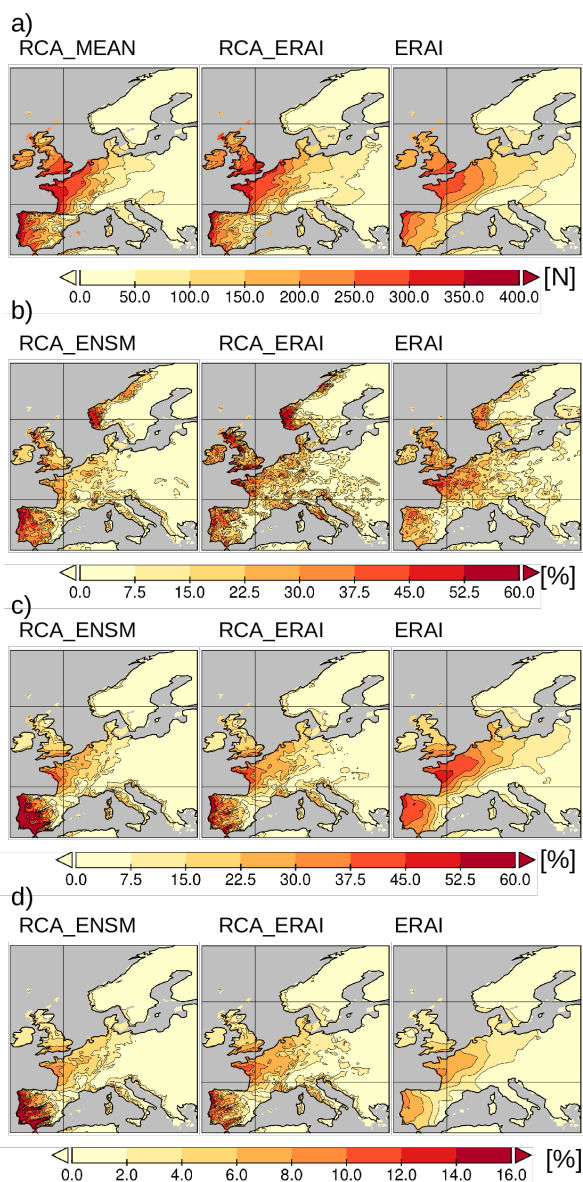 a)
RCA_MEAN RCA_ERAI ERAI
0.0 50.0 100.0 150.0 200.0 250.0 300.0 350.0 400.0 [N]
b)
RCA_ENSM RCA_ERAI ERAI
0.0 7.5 15.0 22.5 30.0 37.5 45.0 52.5 60.0 [%]
c)
RCA_ENSM RCA_ERAI ERAI
0.0 7.5 15.0 22.5 30.0 37.5 45.0 52.5 60.0 [%]
d)
RCA_ENSM RCA_ERAI ERAI
0.0 2.0 4.0 6.0 8.0 10.0 12.0 14.0 16.0 [%]